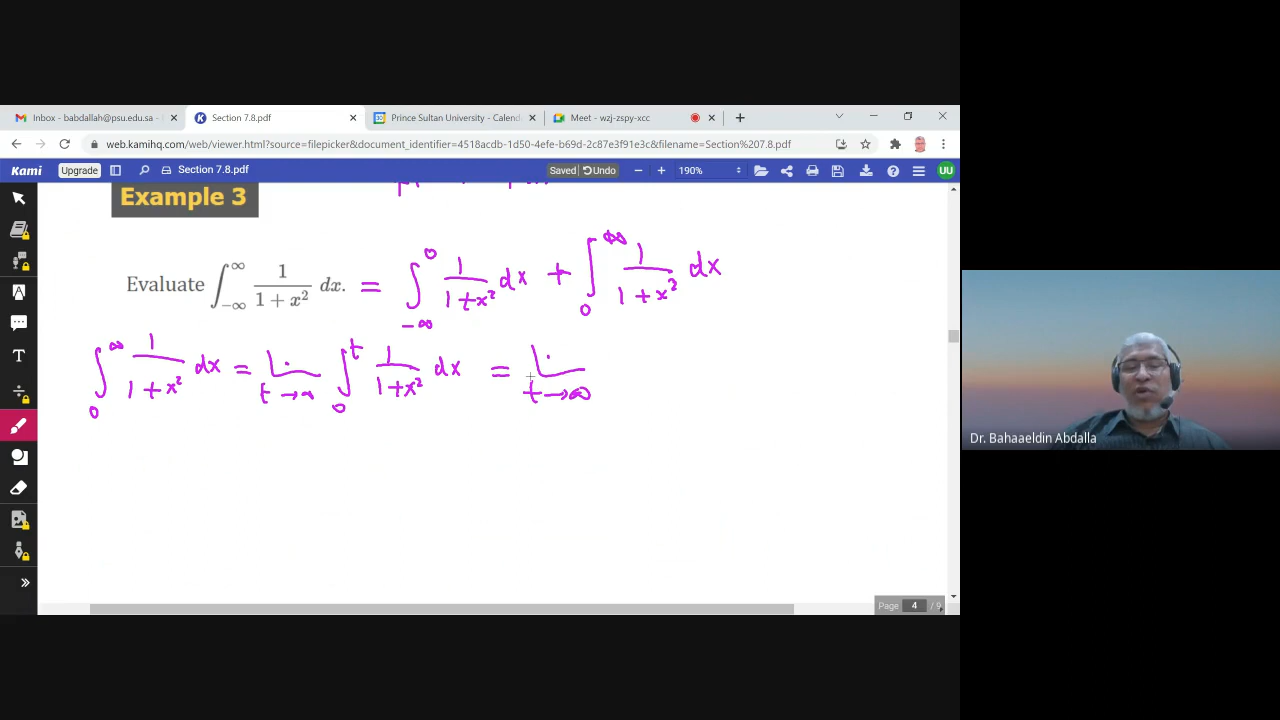 Inbox - babdallah@psu.edu.sa - Section 7.8.pdf Prince Sultan University - Calend Meet - wzj-zspy-xcc
web.kamihq.com/web/viewer.html?source=filepicker&document_identifier=4518acdb-1d50-4efe-b69d-2c87e3f91e3c&filename=Section%207.8.pdf
Kami Upgrade Section 7.8.pdf Saved Undo 190% UU
Example 3
Evaluate ∫_{-∞}^{∞} 1/(1 + x²) dx. = ∫_{-∞}^{0} 1/(1+x²) dx + ∫_{0}^{∞} 1/(1+x²) dx
∫_{0}^{∞} 1/(1+x²) dx = lim_{t→∞} ∫_{0}^{t} 1/(1+x²) dx = lim_{t→∞}
Dr. Bahaaeldin Abdalla
Page 4 / 9